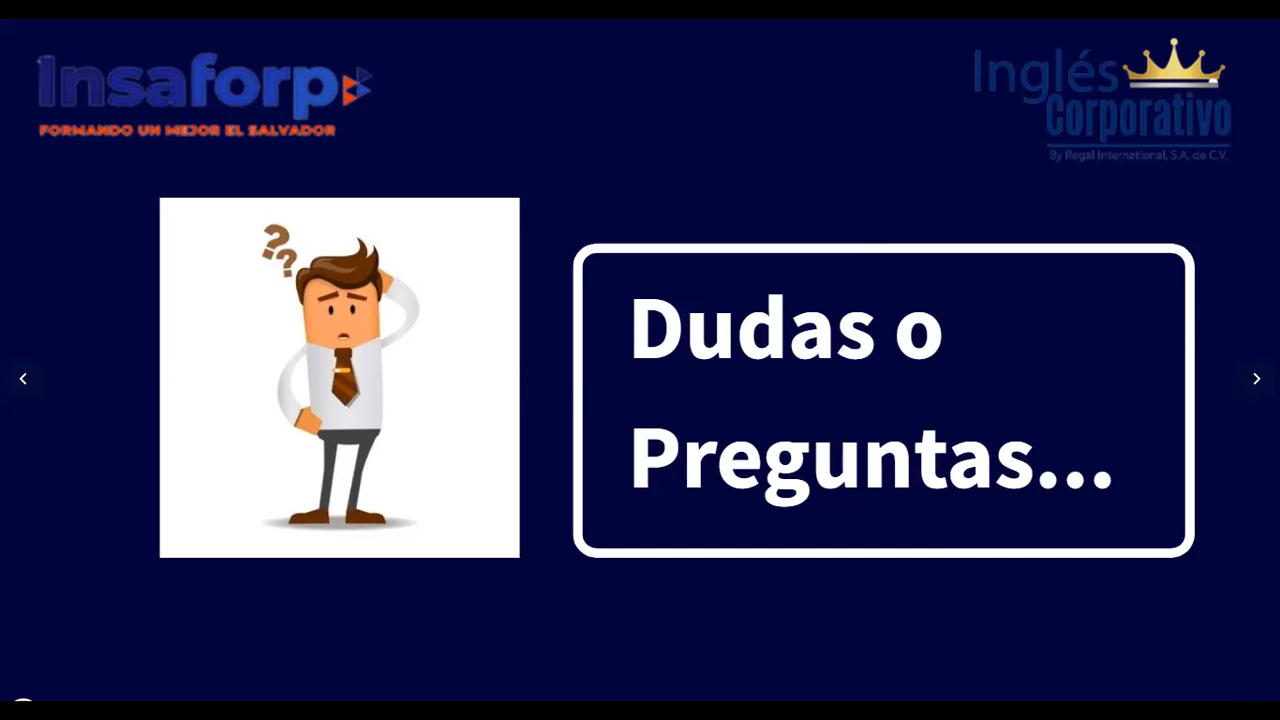 Insaforp
FORMANDO UN MEJOR EL SALVADOR
Inglés
Corporativo
By Regal International, S.A. de C.V.
??
Dudas o
Preguntas...